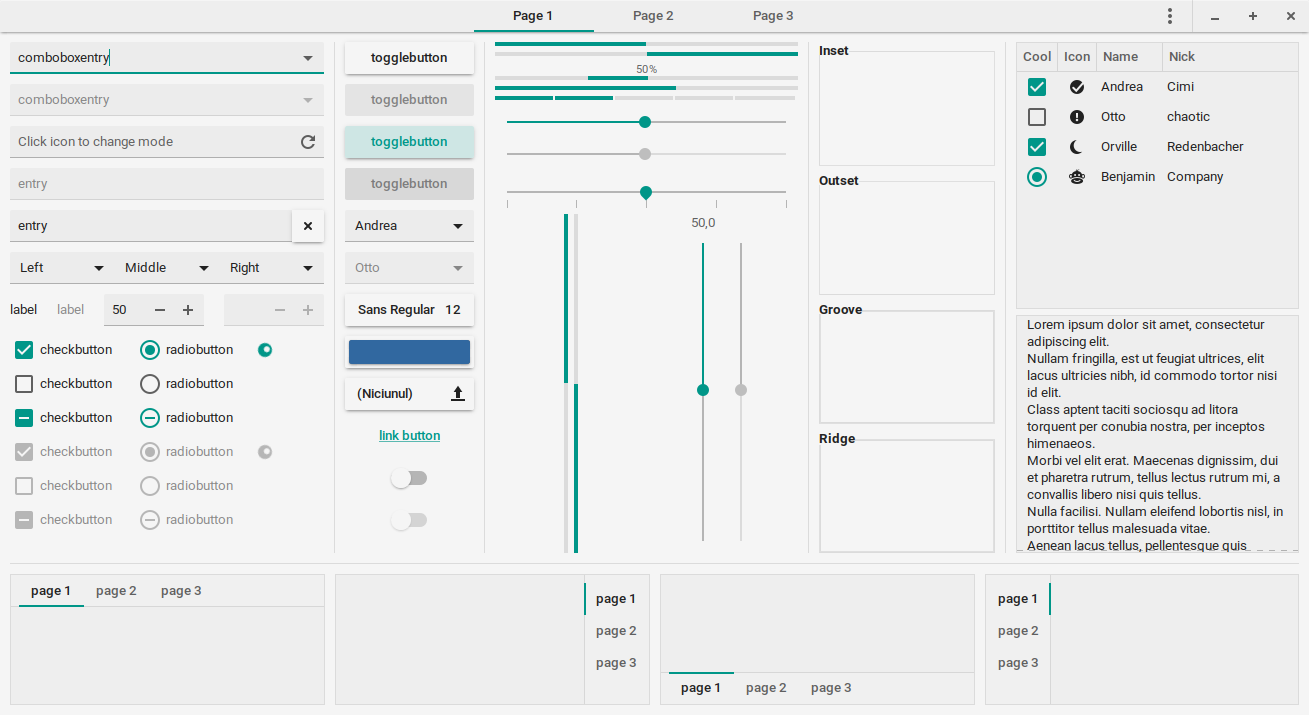 Page 1
Page 2
Page 3
comboboxentry
comboboxentry
Click icon to change mode
entry
entry
Left
Middle
Right
label
label
50
checkbutton
radiobutton
checkbutton
radiobutton
checkbutton
radiobutton
checkbutton
radiobutton
checkbutton
radiobutton
checkbutton
radiobutton
togglebutton
togglebutton
togglebutton
togglebutton
Andrea
Otto
Sans Regular 12
(Niciunul)
link button
50%
50,0
Inset
Outset
Groove
Ridge
Cool Icon Name Nick
Andrea Cimi
Otto chaotic
Orville Redenbacher
Benjamin Company
Lorem ipsum dolor sit amet, consectetur
adipiscing elit.
Nullam fringilla, est ut feugiat ultrices, elit
lacus ultricies nibh, id commodo tortor nisi
id elit.
Class aptent taciti sociosqu ad litora
torquent per conubia nostra, per inceptos
himenaeos.
Morbi vel elit erat. Maecenas dignissim, dui
et pharetra rutrum, tellus lectus rutrum mi, a
convallis libero nisi quis tellus.
Nulla facilisi. Nullam eleifend lobortis nisl, in
porttitor tellus malesuada vitae.
Aenean lacus tellus, pellentesque quis
page 1
page 2
page 3
page 1
page 2
page 3
page 1
page 2
page 3
page 1
page 2
page 3